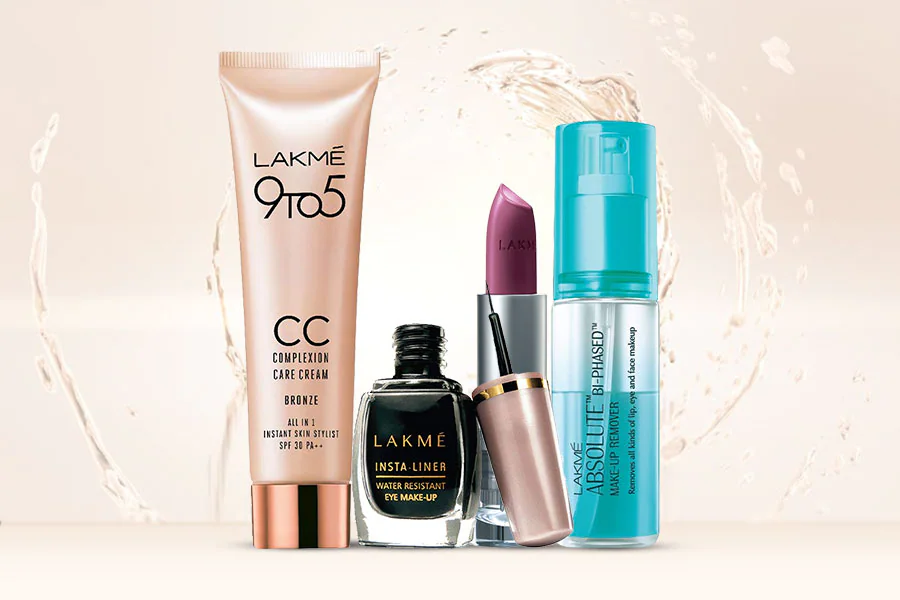 LAKMÉ
9TO5
CC
COMPLEXION
CARE CREAM
BRONZE
ALL IN 1
INSTANT SKIN STYLIST
SPF 30 PA++
LAKMÉ
INSTA-LINER
WATER RESISTANT
EYE MAKE-UP
LAKMÉ
LAKMÉ
ABSOLUTE™ BI-PHASED™
MAKE-UP REMOVER
Removes all kinds of lip, eye and face makeup